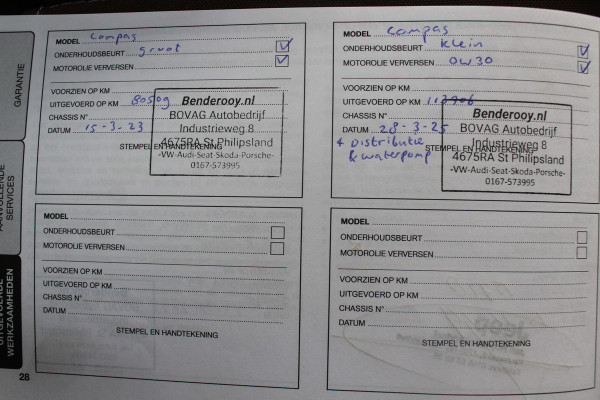 GARANTIE
AANVULLENDE
SERVICES
UITGEVOERDE
WERKZAAMHEDEN
MODEL Compas
ONDERHOUDSBEURT groot
MOTOROLIE VERVERSEN
VOORZIEN OP KM
UITGEVOERD OP KM 80509
CHASSIS N°
DATUM 15-3-23
STEMPEL EN HANDTEKENING
Benderooy.nl
BOVAG Autobedrijf
Industrieweg 8
4675RA St Philipsland
-VW-Audi-Seat-Skoda-Porsche-
0167-573995
MODEL Compas
ONDERHOUDSBEURT klein
MOTOROLIE VERVERSEN OW30
VOORZIEN OP KM
UITGEVOERD OP KM 113906
CHASSIS N°
DATUM 28-3-25
+ Distributie
& waterpomp
STEMPEL EN HANDTEKENING
Benderooy.nl
BOVAG Autobedrijf
Industrieweg 8
4675RA St Philipsland
-VW-Audi-Seat-Skoda-Porsche-
0167-573995
MODEL
ONDERHOUDSBEURT
MOTOROLIE VERVERSEN
VOORZIEN OP KM
UITGEVOERD OP KM
CHASSIS N°
DATUM
STEMPEL EN HANDTEKENING
MODEL
ONDERHOUDSBEURT
MOTOROLIE VERVERSEN
VOORZIEN OP KM
UITGEVOERD OP KM
CHASSIS N°
DATUM
STEMPEL EN HANDTEKENING
28